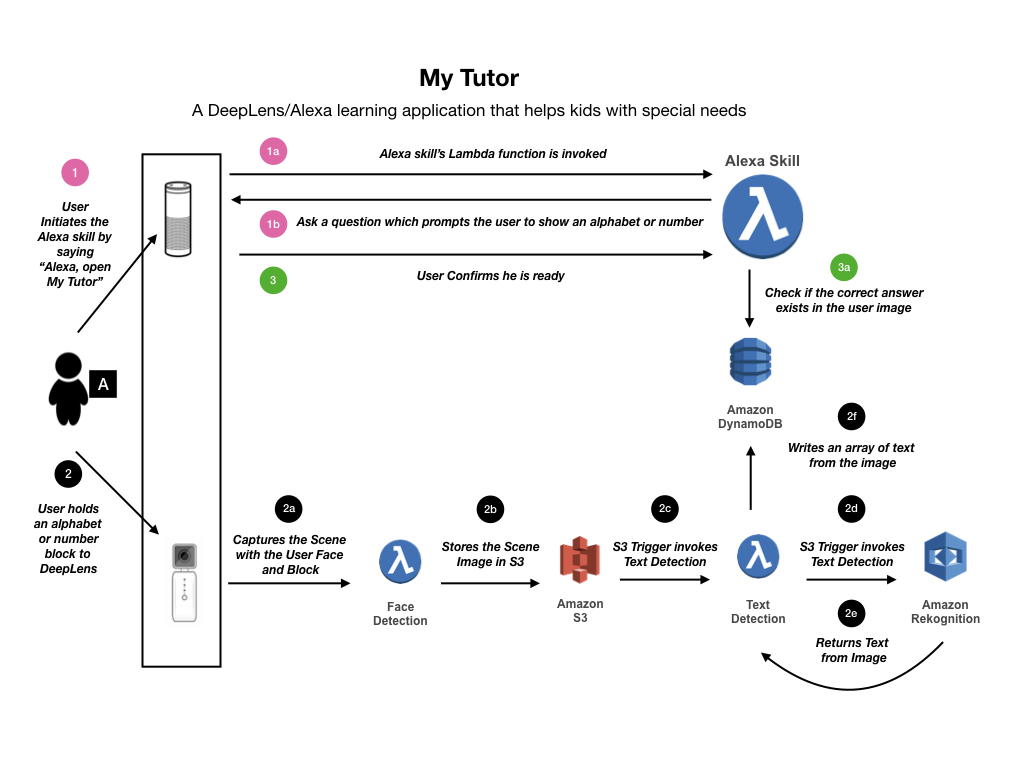 My Tutor
A DeepLens/Alexa learning application that helps kids with special needs
1
User
Initiates the
Alexa skill by
saying
“Alexa, open
My Tutor”
1a
Alexa skill’s Lambda function is invoked
1b
Ask a question which prompts the user to show an alphabet or number
3
User Confirms he is ready
Alexa Skill
3a
Check if the correct answer
exists in the user image
A
Amazon
DynamoDB
2f
Writes an array of text
from the image
2
User holds
an alphabet
or number
block to
DeepLens
2a
Captures the Scene
with the User Face
and Block
Face
Detection
2b
Stores the Scene
Image in S3
Amazon
S3
2c
S3 Trigger invokes
Text Detection
Text
Detection
2d
S3 Trigger invokes
Text Detection
Amazon
Rekognition
2e
Returns Text
from Image